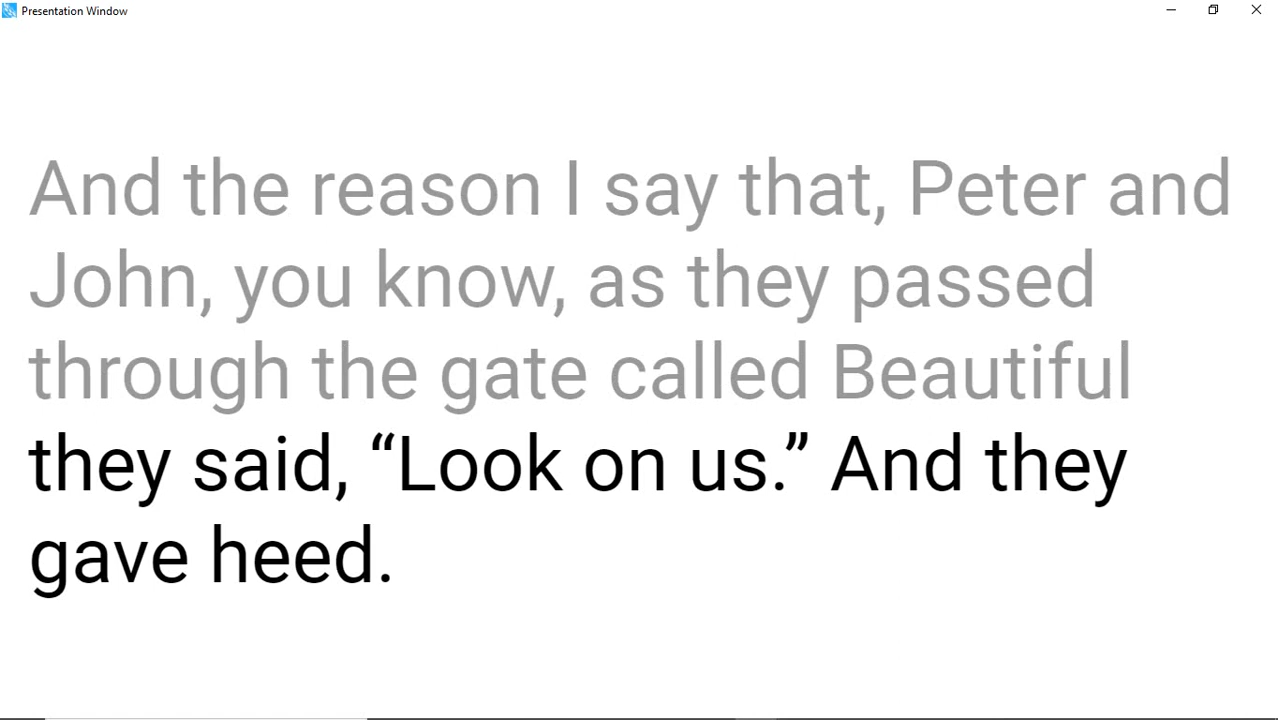 Presentation Window
And the reason I say that, Peter and
John, you know, as they passed
through the gate called Beautiful
they said, “Look on us.” And they
gave heed.